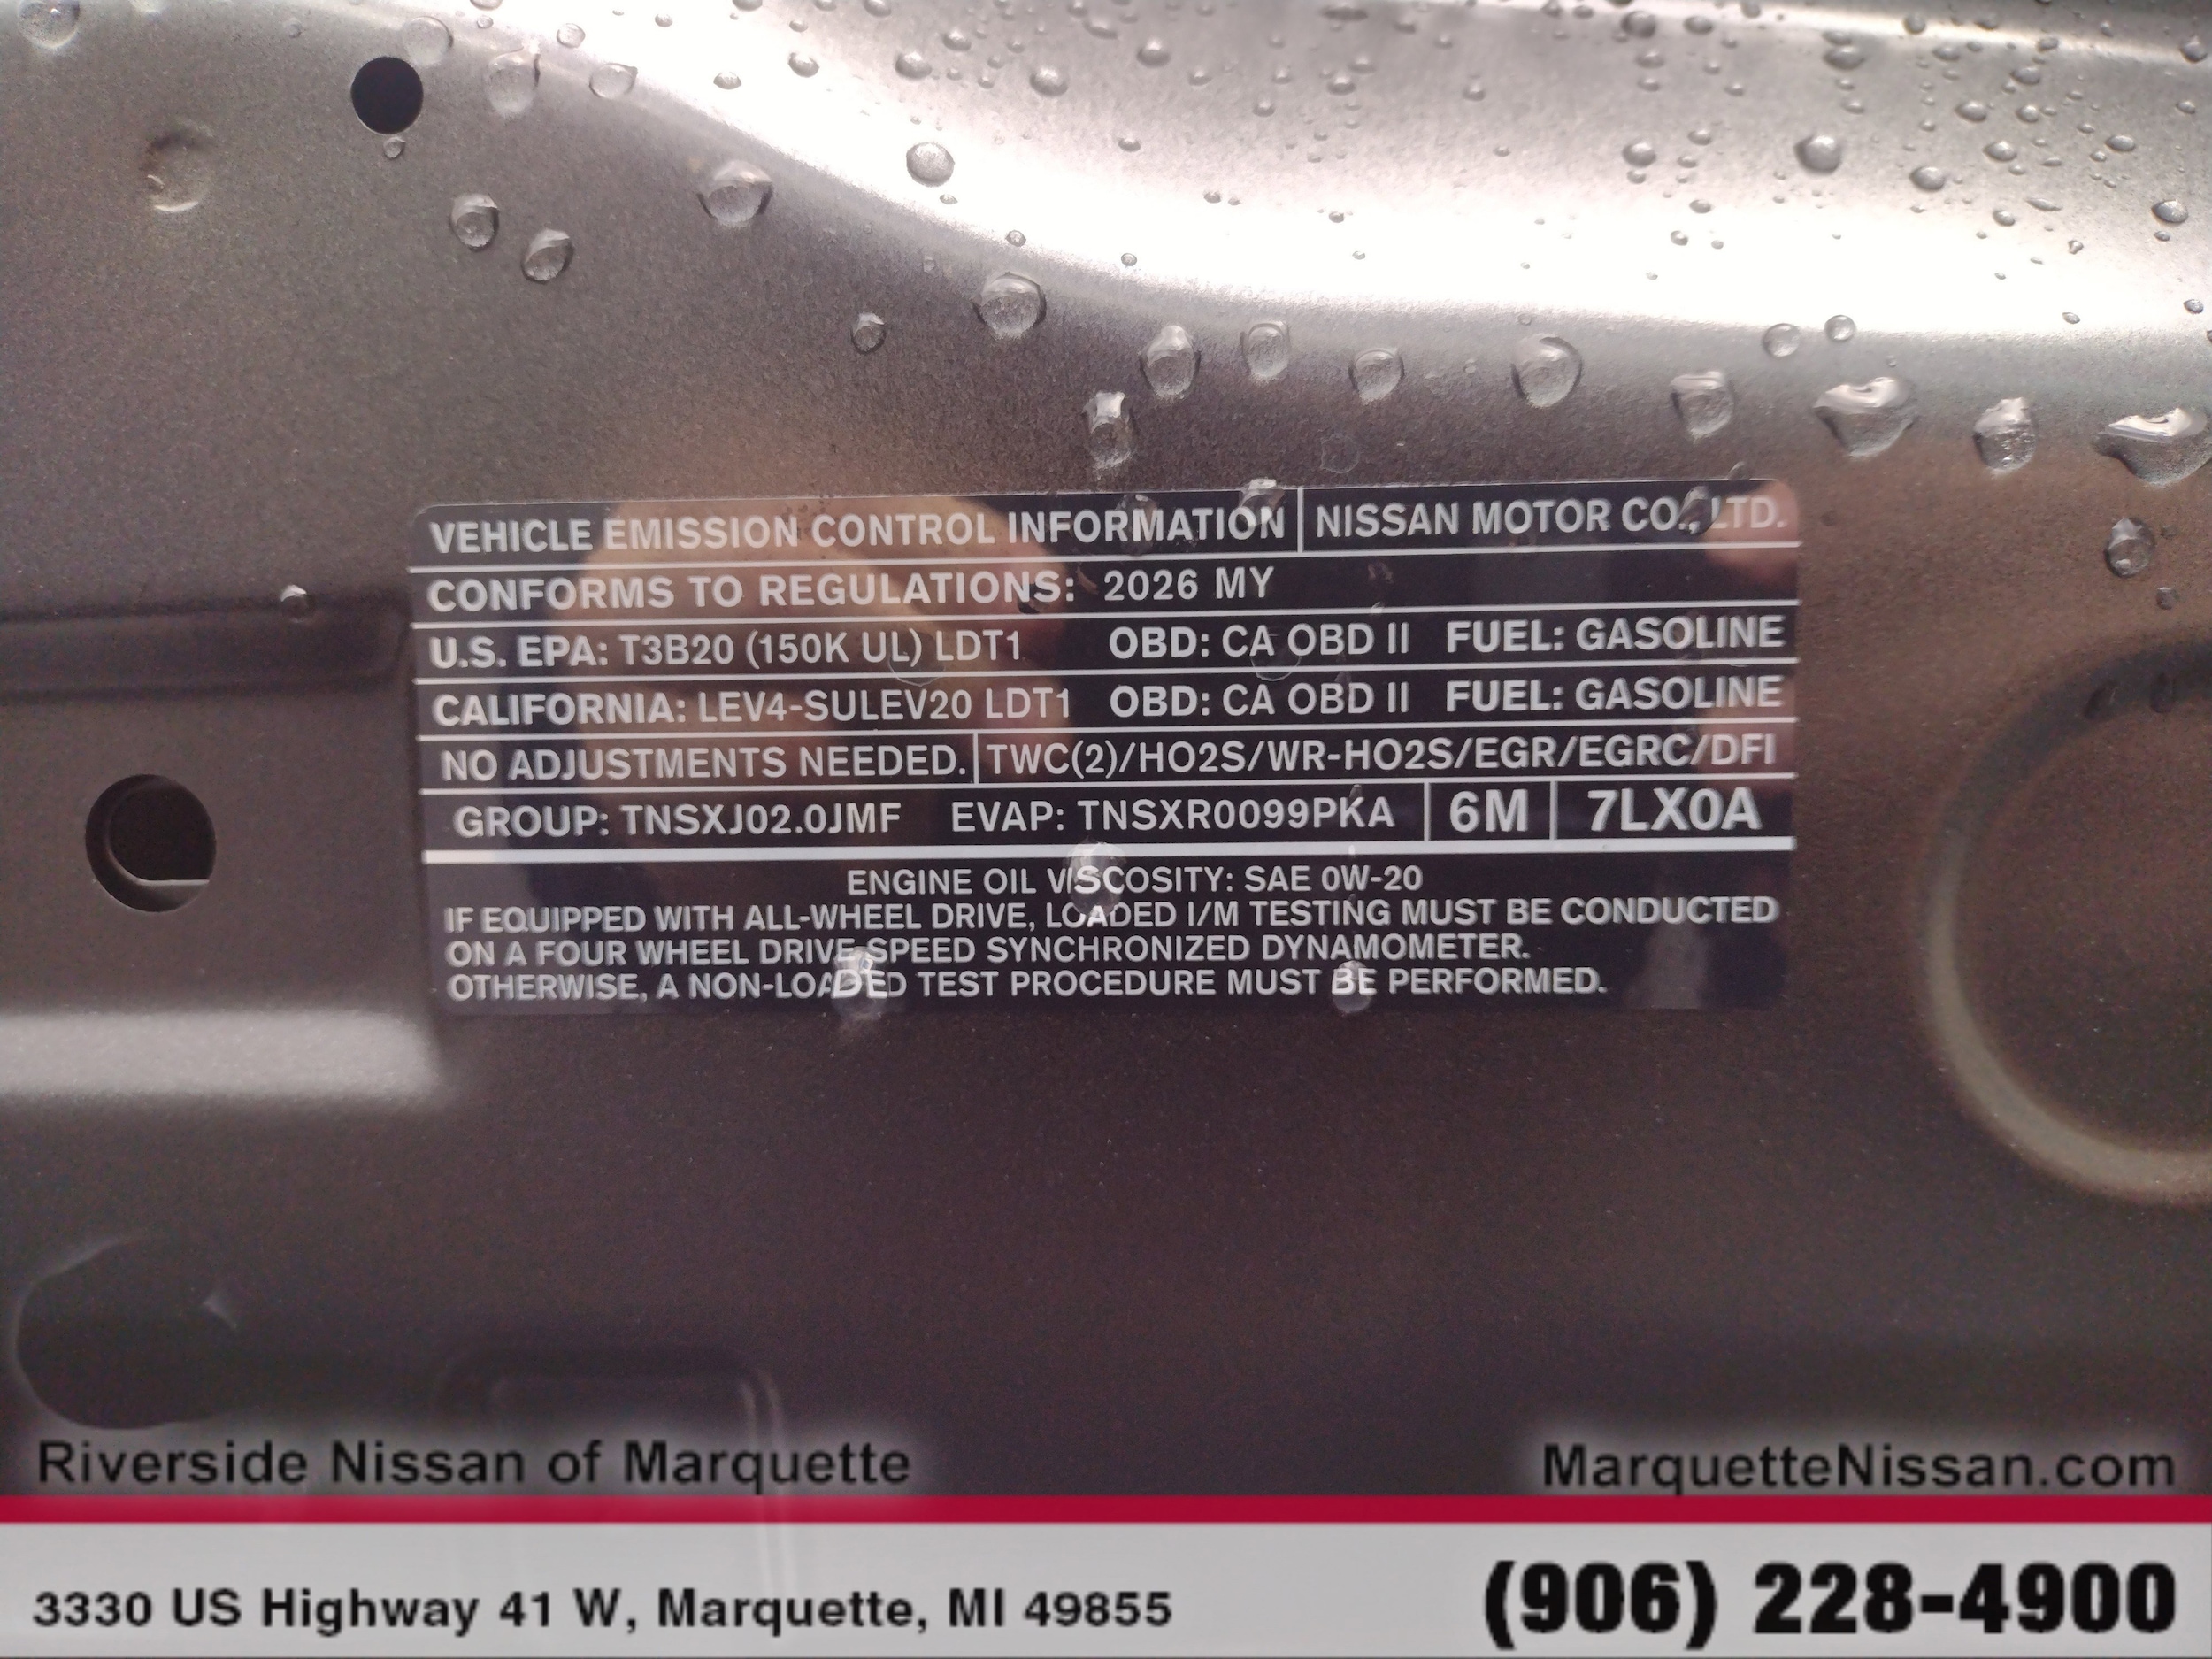 VEHICLE EMISSION CONTROL INFORMATION NISSAN MOTOR CO., LTD.
CONFORMS TO REGULATIONS: 2026 MY
U.S. EPA: T3B20 (150K UL) LDT1 OBD: CA OBD II FUEL: GASOLINE
CALIFORNIA: LEV4-SULEV20 LDT1 OBD: CA OBD II FUEL: GASOLINE
NO ADJUSTMENTS NEEDED. TWC(2)/HO2S/WR-HO2S/EGR/EGRC/DFI
GROUP: TNSXJ02.0JMF EVAP: TNSXR0099PKA 6M 7LX0A
ENGINE OIL VISCOSITY: SAE 0W-20
IF EQUIPPED WITH ALL-WHEEL DRIVE, LOADED I/M TESTING MUST BE CONDUCTED
ON A FOUR WHEEL DRIVE SPEED SYNCHRONIZED DYNAMOMETER.
OTHERWISE, A NON-LOADED TEST PROCEDURE MUST BE PERFORMED.
Riverside Nissan of Marquette MarquetteNissan.com
3330 US Highway 41 W, Marquette, MI 49855 (906) 228-4900